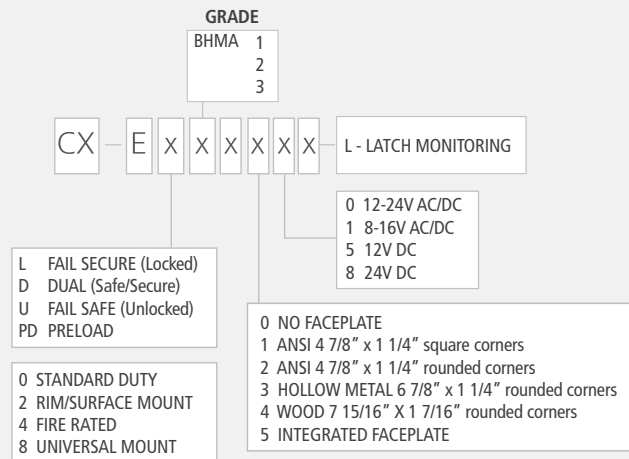 GRADE
BHMA 1
2
3
CX – E X X X X X X – L - LATCH MONITORING
0 12-24V AC/DC
1 8-16V AC/DC
5 12V DC
8 24V DC
L FAIL SECURE (Locked)
D DUAL (Safe/Secure)
U FAIL SAFE (Unlocked)
PD PRELOAD
0 STANDARD DUTY
2 RIM/SURFACE MOUNT
4 FIRE RATED
8 UNIVERSAL MOUNT
0 NO FACEPLATE
1 ANSI 4 7/8” x 1 1/4” square corners
2 ANSI 4 7/8” x 1 1/4” rounded corners
3 HOLLOW METAL 6 7/8” x 1 1/4” rounded corners
4 WOOD 7 15/16” X 1 7/16” rounded corners
5 INTEGRATED FACEPLATE